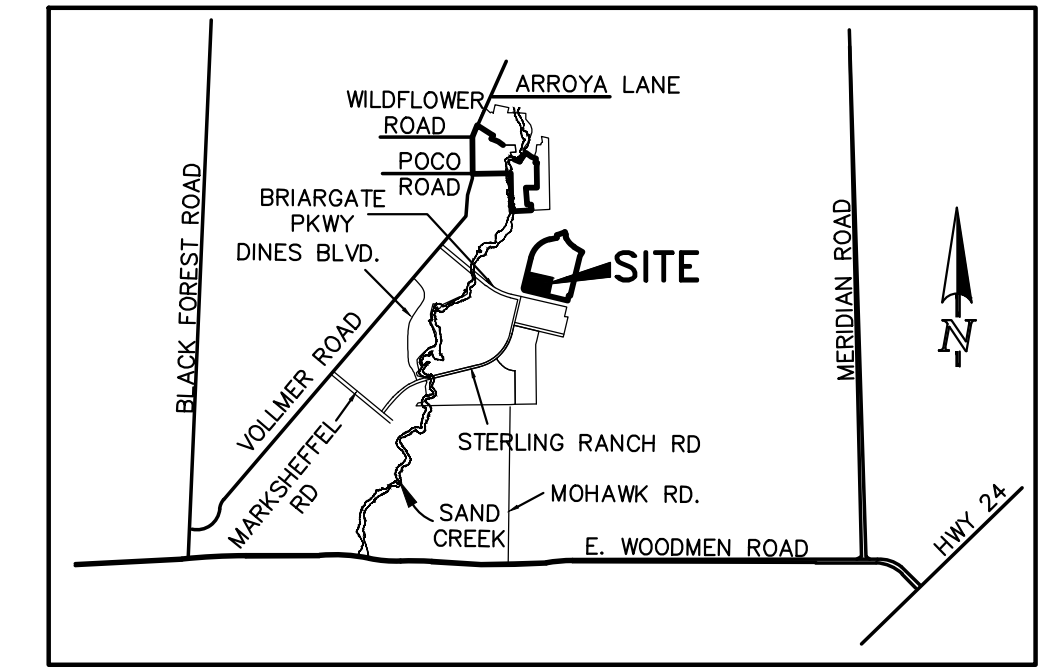 ARROYA LANE
WILDFLOWER
ROAD
POCO
ROAD
BRIARGATE
PKWY
DINES BLVD.
SITE
BLACK FOREST ROAD
MERIDIAN ROAD
N
VOLLMER ROAD
MARKSHEFFEL
RD
STERLING RANCH RD
MOHAWK RD.
SAND
CREEK
E. WOODMEN ROAD
HWY 24